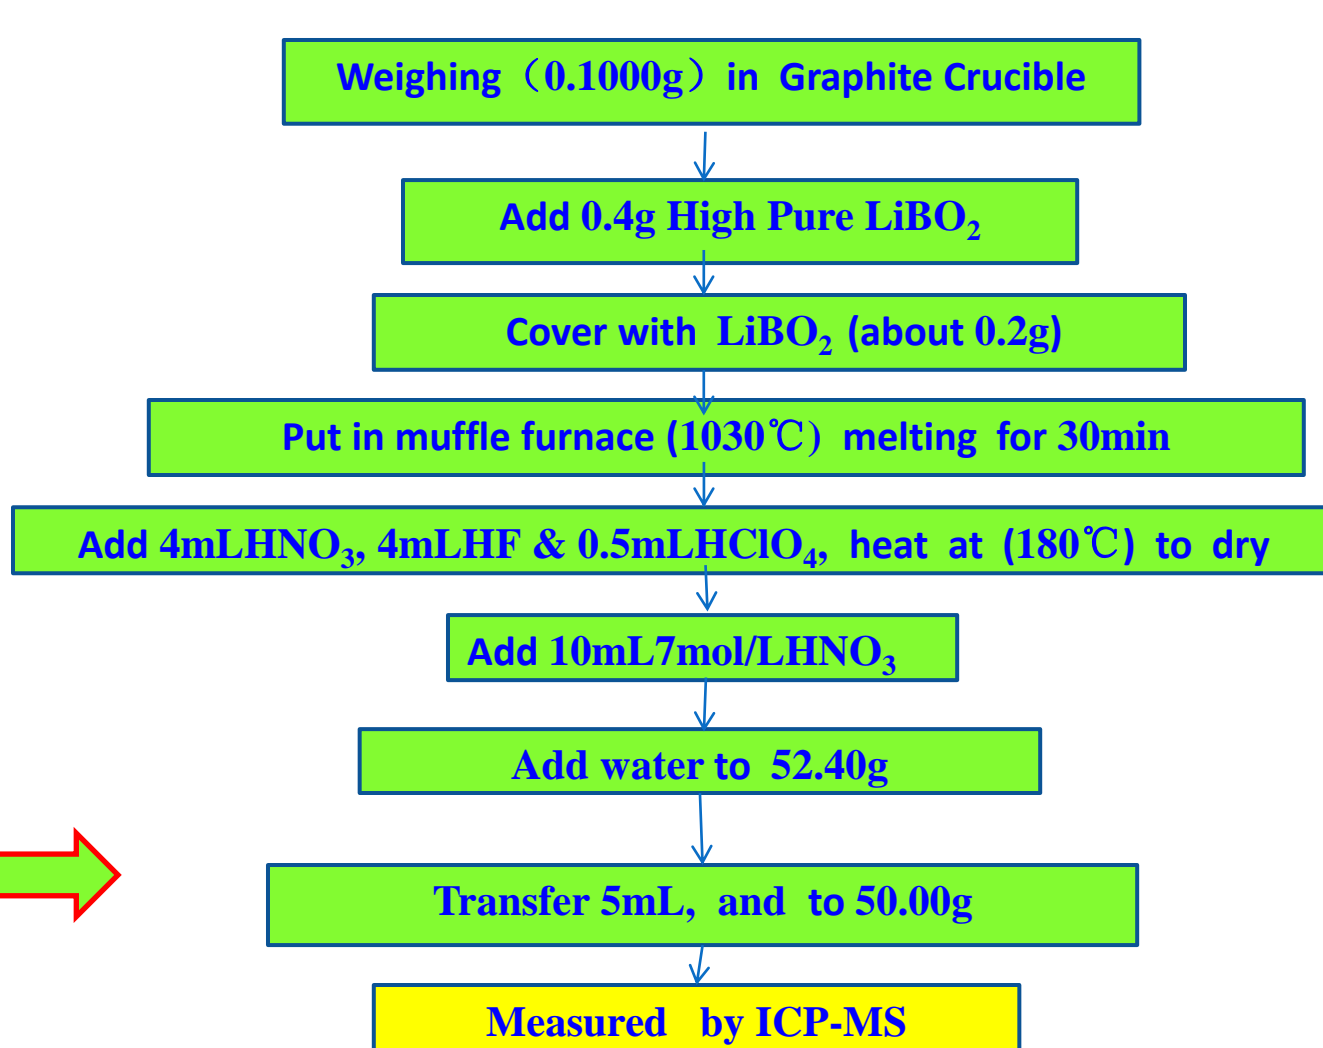 Weighing（0.1000g）in Graphite Crucible
Add 0.4g High Pure LiBO₂
Cover with LiBO₂ (about 0.2g)
Put in muffle furnace (1030℃）melting for 30min
Add 4mLHNO₃, 4mLHF & 0.5mLHClO₄, heat at (180℃) to dry
Add 10mL7mol/LHNO₃
Add water to 52.40g
Transfer 5mL, and to 50.00g
Measured by ICP-MS